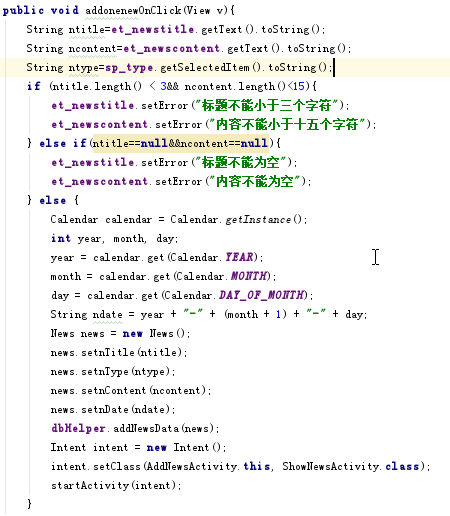 public void addonenewOnClick(View v){
String ntitle=et_newstitle.getText().toString();
String ncontent=et_newscontent.getText().toString();
String ntype=sp_type.getSelectedItem().toString();
if (ntitle.length() < 3&& ncontent.length()<15){
et_newstitle.setError("标题不能小于三个字符");
et_newscontent.setError("内容不能小于十五个字符");
} else if(ntitle==null&&ncontent==null){
et_newstitle.setError("标题不能为空");
et_newscontent.setError("内容不能为空");
} else {
Calendar calendar = Calendar.getInstance();
int year, month, day;
year = calendar.get(Calendar.YEAR);
month = calendar.get(Calendar.MONTH);
day = calendar.get(Calendar.DAY_OF_MONTH);
String ndate = year + "-" + (month + 1) + "-" + day;
News news = new News();
news.setnTitle(ntitle);
news.setnType(ntype);
news.setnContent(ncontent);
news.setnDate(ndate);
dbHelper.addNewsData(news);
Intent intent = new Intent();
intent.setClass(AddNewsActivity.this, ShowNewsActivity.class);
startActivity(intent);
}